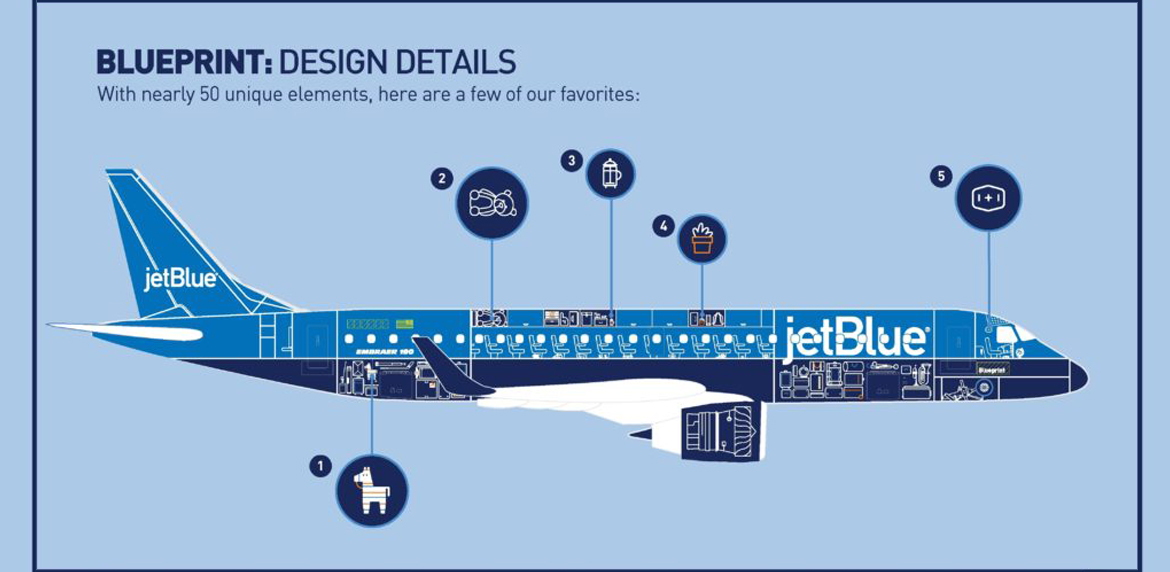 BLUEPRINT: DESIGN DETAILS
With nearly 50 unique elements, here are a few of our favorites:
3
2
5
4
jetBlue
jetBlue®
EMBRAER 190
Blueprint
1